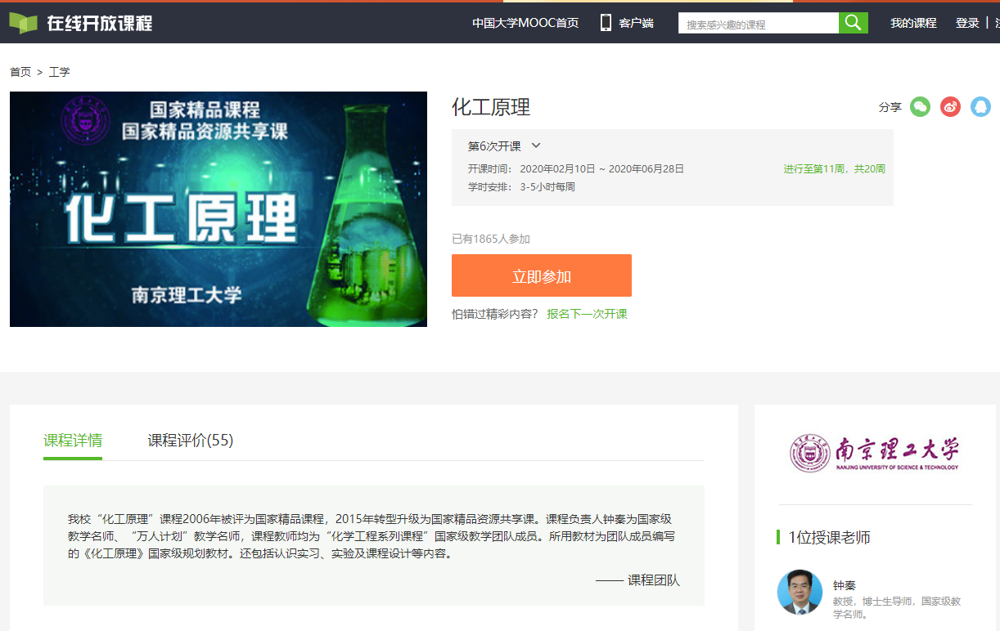 在线开放课程
中国大学MOOC首页
客户端
搜索感兴趣的课程
我的课程
登录 |
首页 > 工学
国家精品课程
国家精品资源共享课
化工原理
南京理工大学
化工原理
分享
第6次开课
开课时间： 2020年02月10日 ~ 2020年06月28日
进行至第11周，共20周
学时安排： 3-5小时每周
已有1865人参加
立即参加
怕错过精彩内容？ 报名下一次开课
课程详情
课程评价(55)
我校“化工原理”课程2006年被评为国家精品课程，2015年转型升级为国家精品资源共享课。课程负责人钟秦为国家级
教学名师、“万人计划”教学名师，课程教师均为“化学工程系列课程”国家级教学团队成员。所用教材为团队成员编写
的《化工原理》国家级规划教材。还包括认识实习、实验及课程设计等内容。
—— 课程团队
南京理工大学
NANJING UNIVERSITY OF SCIENCE & TECHNOLOGY
1位授课老师
钟秦
教授，博士生导师，国家级教
学名师。